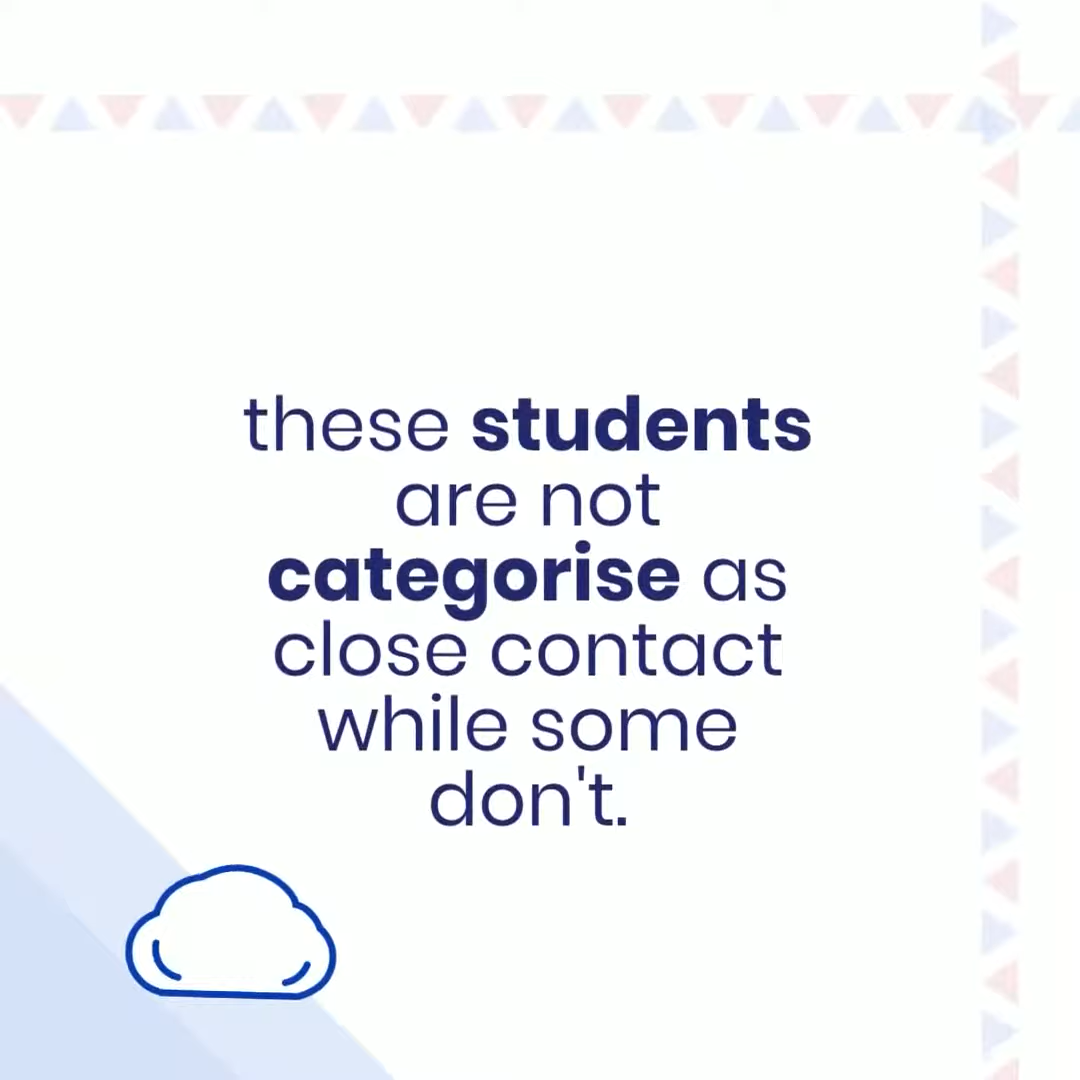 these students
are not
categorise as
close contact
while some
don't.